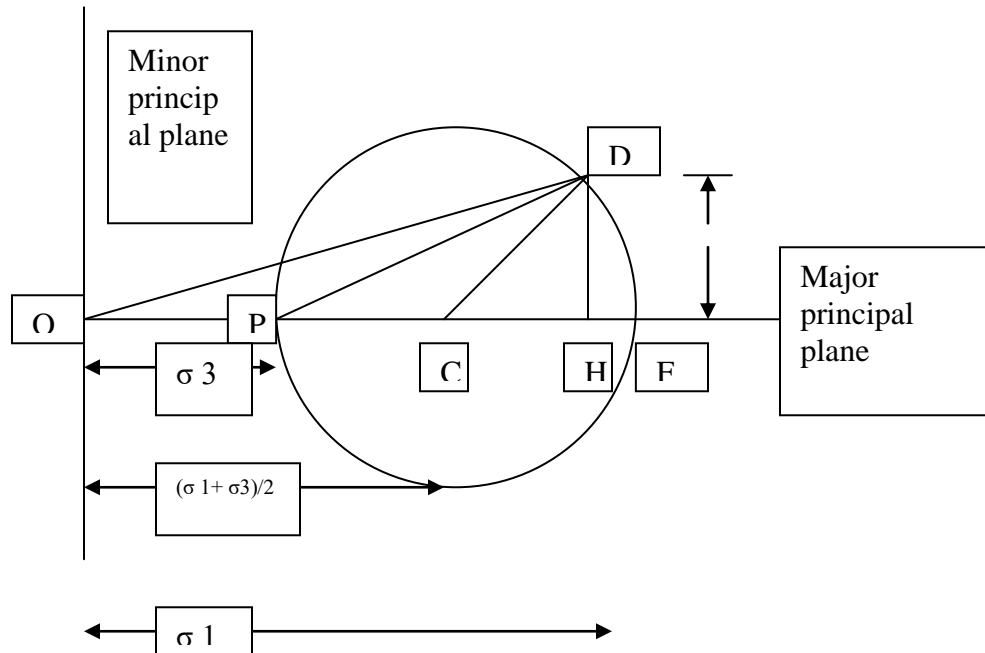 Minor
princip
al plane
D
Major
principal
plane
O
P
C
H
F
σ 3
(σ 1+ σ3)/2
σ 1